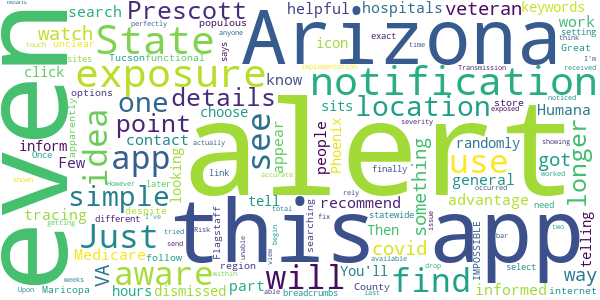 even
alert
Arizona
this app
notification
exposure
State
Prescott
veteran
helpful
hospitals
keywords
search
populous
watch
unclear
icon
work
setting
Great
sites
touch
perfectly
anyone
exact
time
think
I'm
says
Tucson
functional
implementation
Transmission
received
click
details
know
location
sits
store
exposed
noticed
Humana
options
one
idea
point
see
choose
severity
showing
randomly
longer
apparently
inform
Few
contact
app
appear
people
Phoenix
something
got
use
general
finally
However
later
link
actually
accurate
occurred
worked
Once
looking
tracing
different
despite
tell
recommend
rely
statewide
need
advantage
shown
getting
I've
total
fix
issue
two
simple
Just
will
find
Then
covid
telling
Medicare
VA
tried
send
Risk
unable
Flagstaff
searching
You'll
IMPOSSIBLE
bar
way
aware
follow
region
view
begin
within
County
available
select
informed
weeks
Upon
Maricopa
hours
dismissed
part
able
breadcrumbs
last
drop
internet